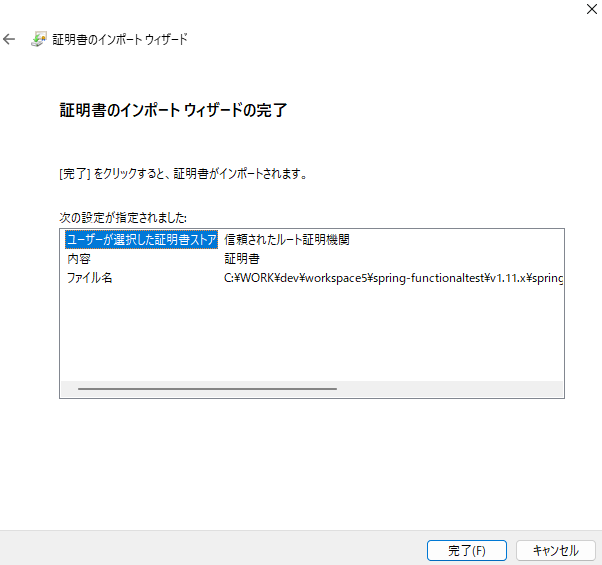 証明書のインポート ウィザード
証明書のインポート ウィザードの完了
[完了] をクリックすると、証明書がインポートされます。
次の設定が指定されました:
ユーザーが選択した証明書ストア 信頼されたルート証明機関
内容 証明書
ファイル名 C:¥WORK¥dev¥workspace5¥spring-functionaltest¥v1.11.x¥spring
完了(F) キャンセル